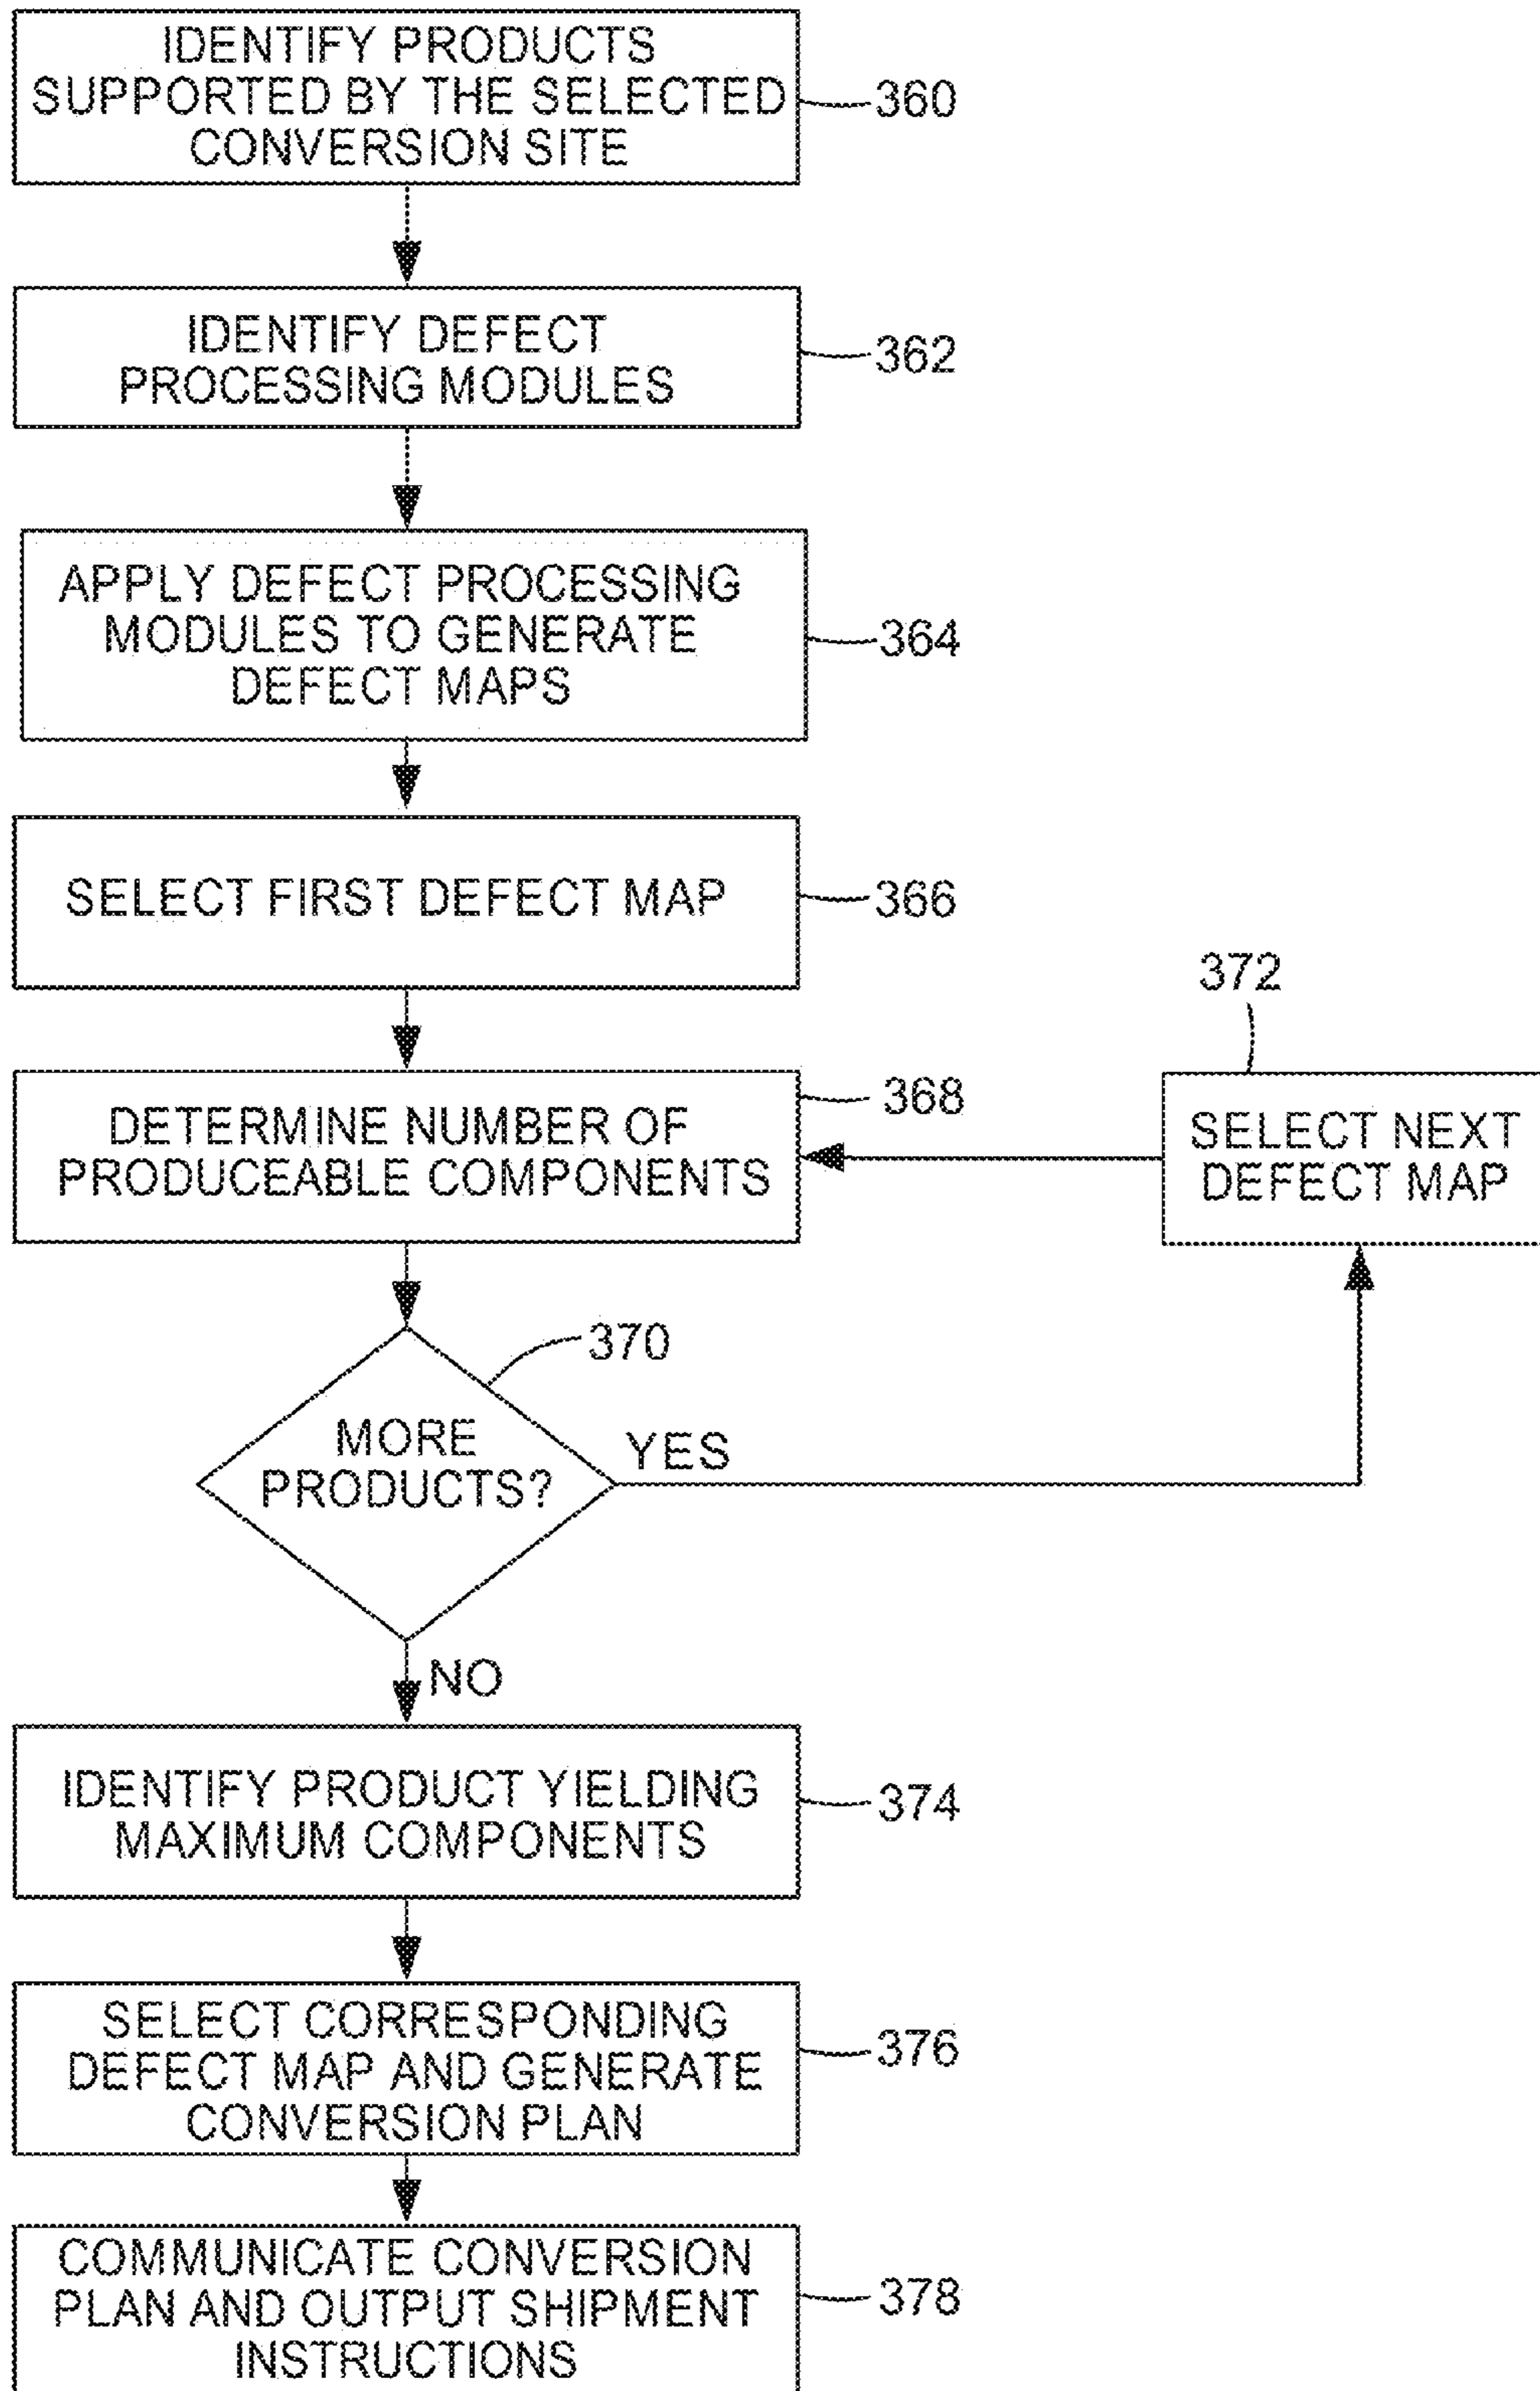 IDENTIFY PRODUCTS
SUPPORTED BY THE SELECTED
CONVERSION SITE
360
IDENTIFY DEFECT
PROCESSING MODULES
362
APPLY DEFECT PROCESSING
MODULES TO GENERATE
DEFECT MAPS
364
SELECT FIRST DEFECT MAP
366
372
DETERMINE NUMBER OF
PRODUCEABLE COMPONENTS
368
SELECT NEXT
DEFECT MAP
370
MORE
PRODUCTS?
YES
NO
IDENTIFY PRODUCT YIELDING
MAXIMUM COMPONENTS
374
SELECT CORRESPONDING
DEFECT MAP AND GENERATE
CONVERSION PLAN
376
COMMUNICATE CONVERSION
PLAN AND OUTPUT SHIPMENT
INSTRUCTIONS
378